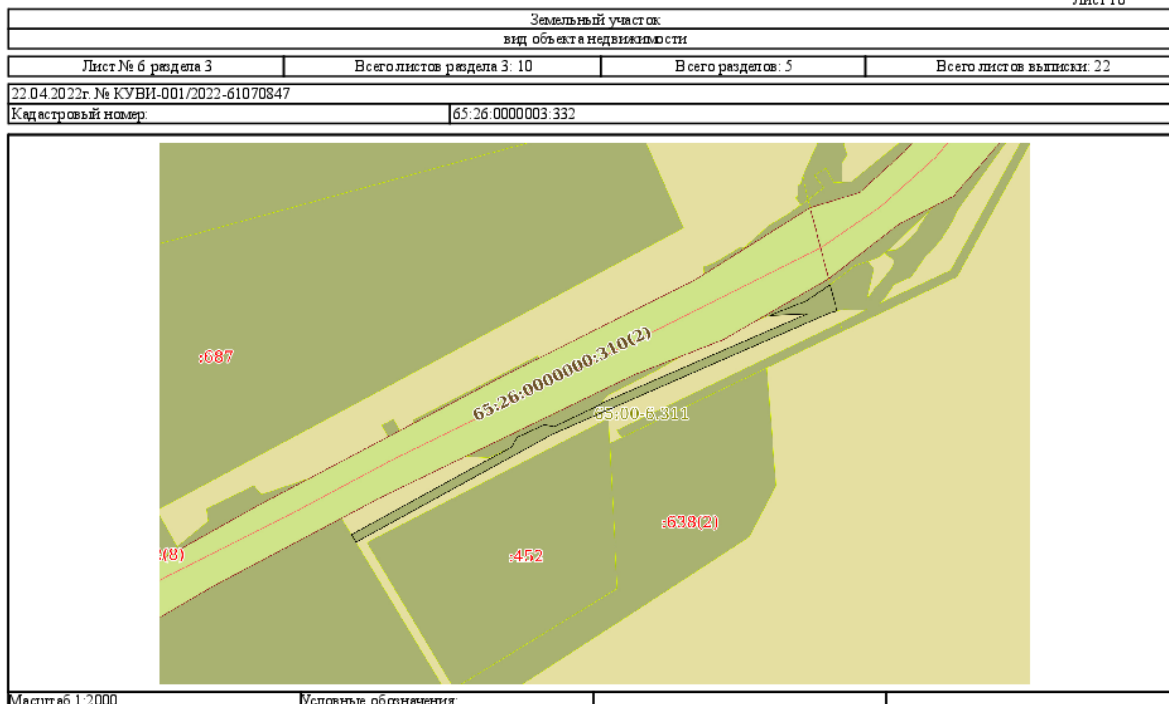 Земельный участок
вид объекта недвижимости
Лист № 6 раздела 3 Всего листов раздела 3: 10 Всего разделов: 5 Всего листов выписки: 22
22.04.2022г. № КУВИ-001/2022-61070847
Кадастровый номер: 65:26:0000003:332
:687
65:26:0000000:310(2)
65:00-6.311
:638(2)
:452
(8)
Масштаб 1:2000 Условные обозначения: